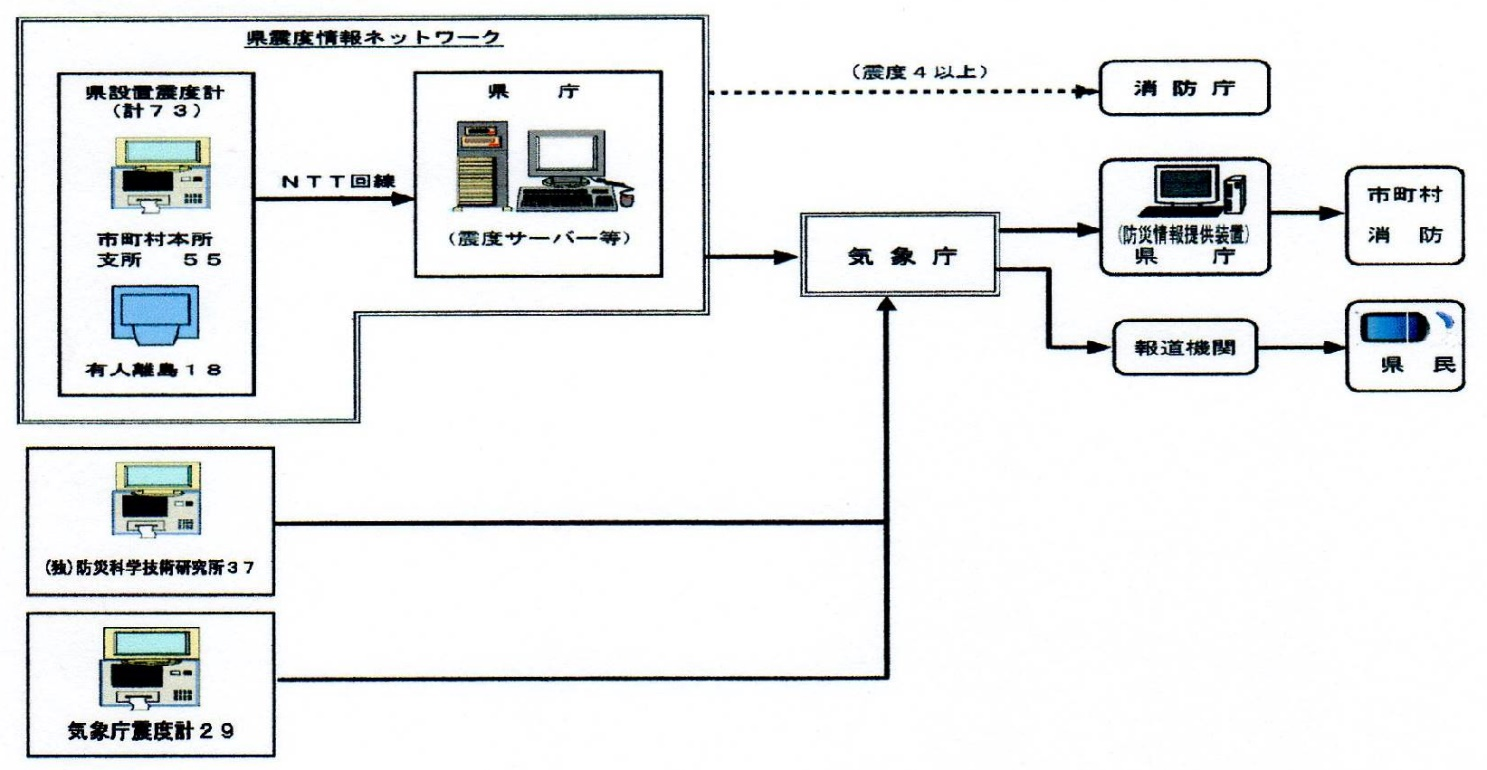 県震度情報ネットワーク
県設置震度計
(計73)
市町村本所
支所 55
有人離島18
NTT回線
県 庁
(震度サーバー等)
(震度4以上)
消防庁
気象庁
(防災情報提供装置)
県 庁
市町村
消 防
報道機関
県 民
(独)防災科学技術研究所37
気象庁震度計29